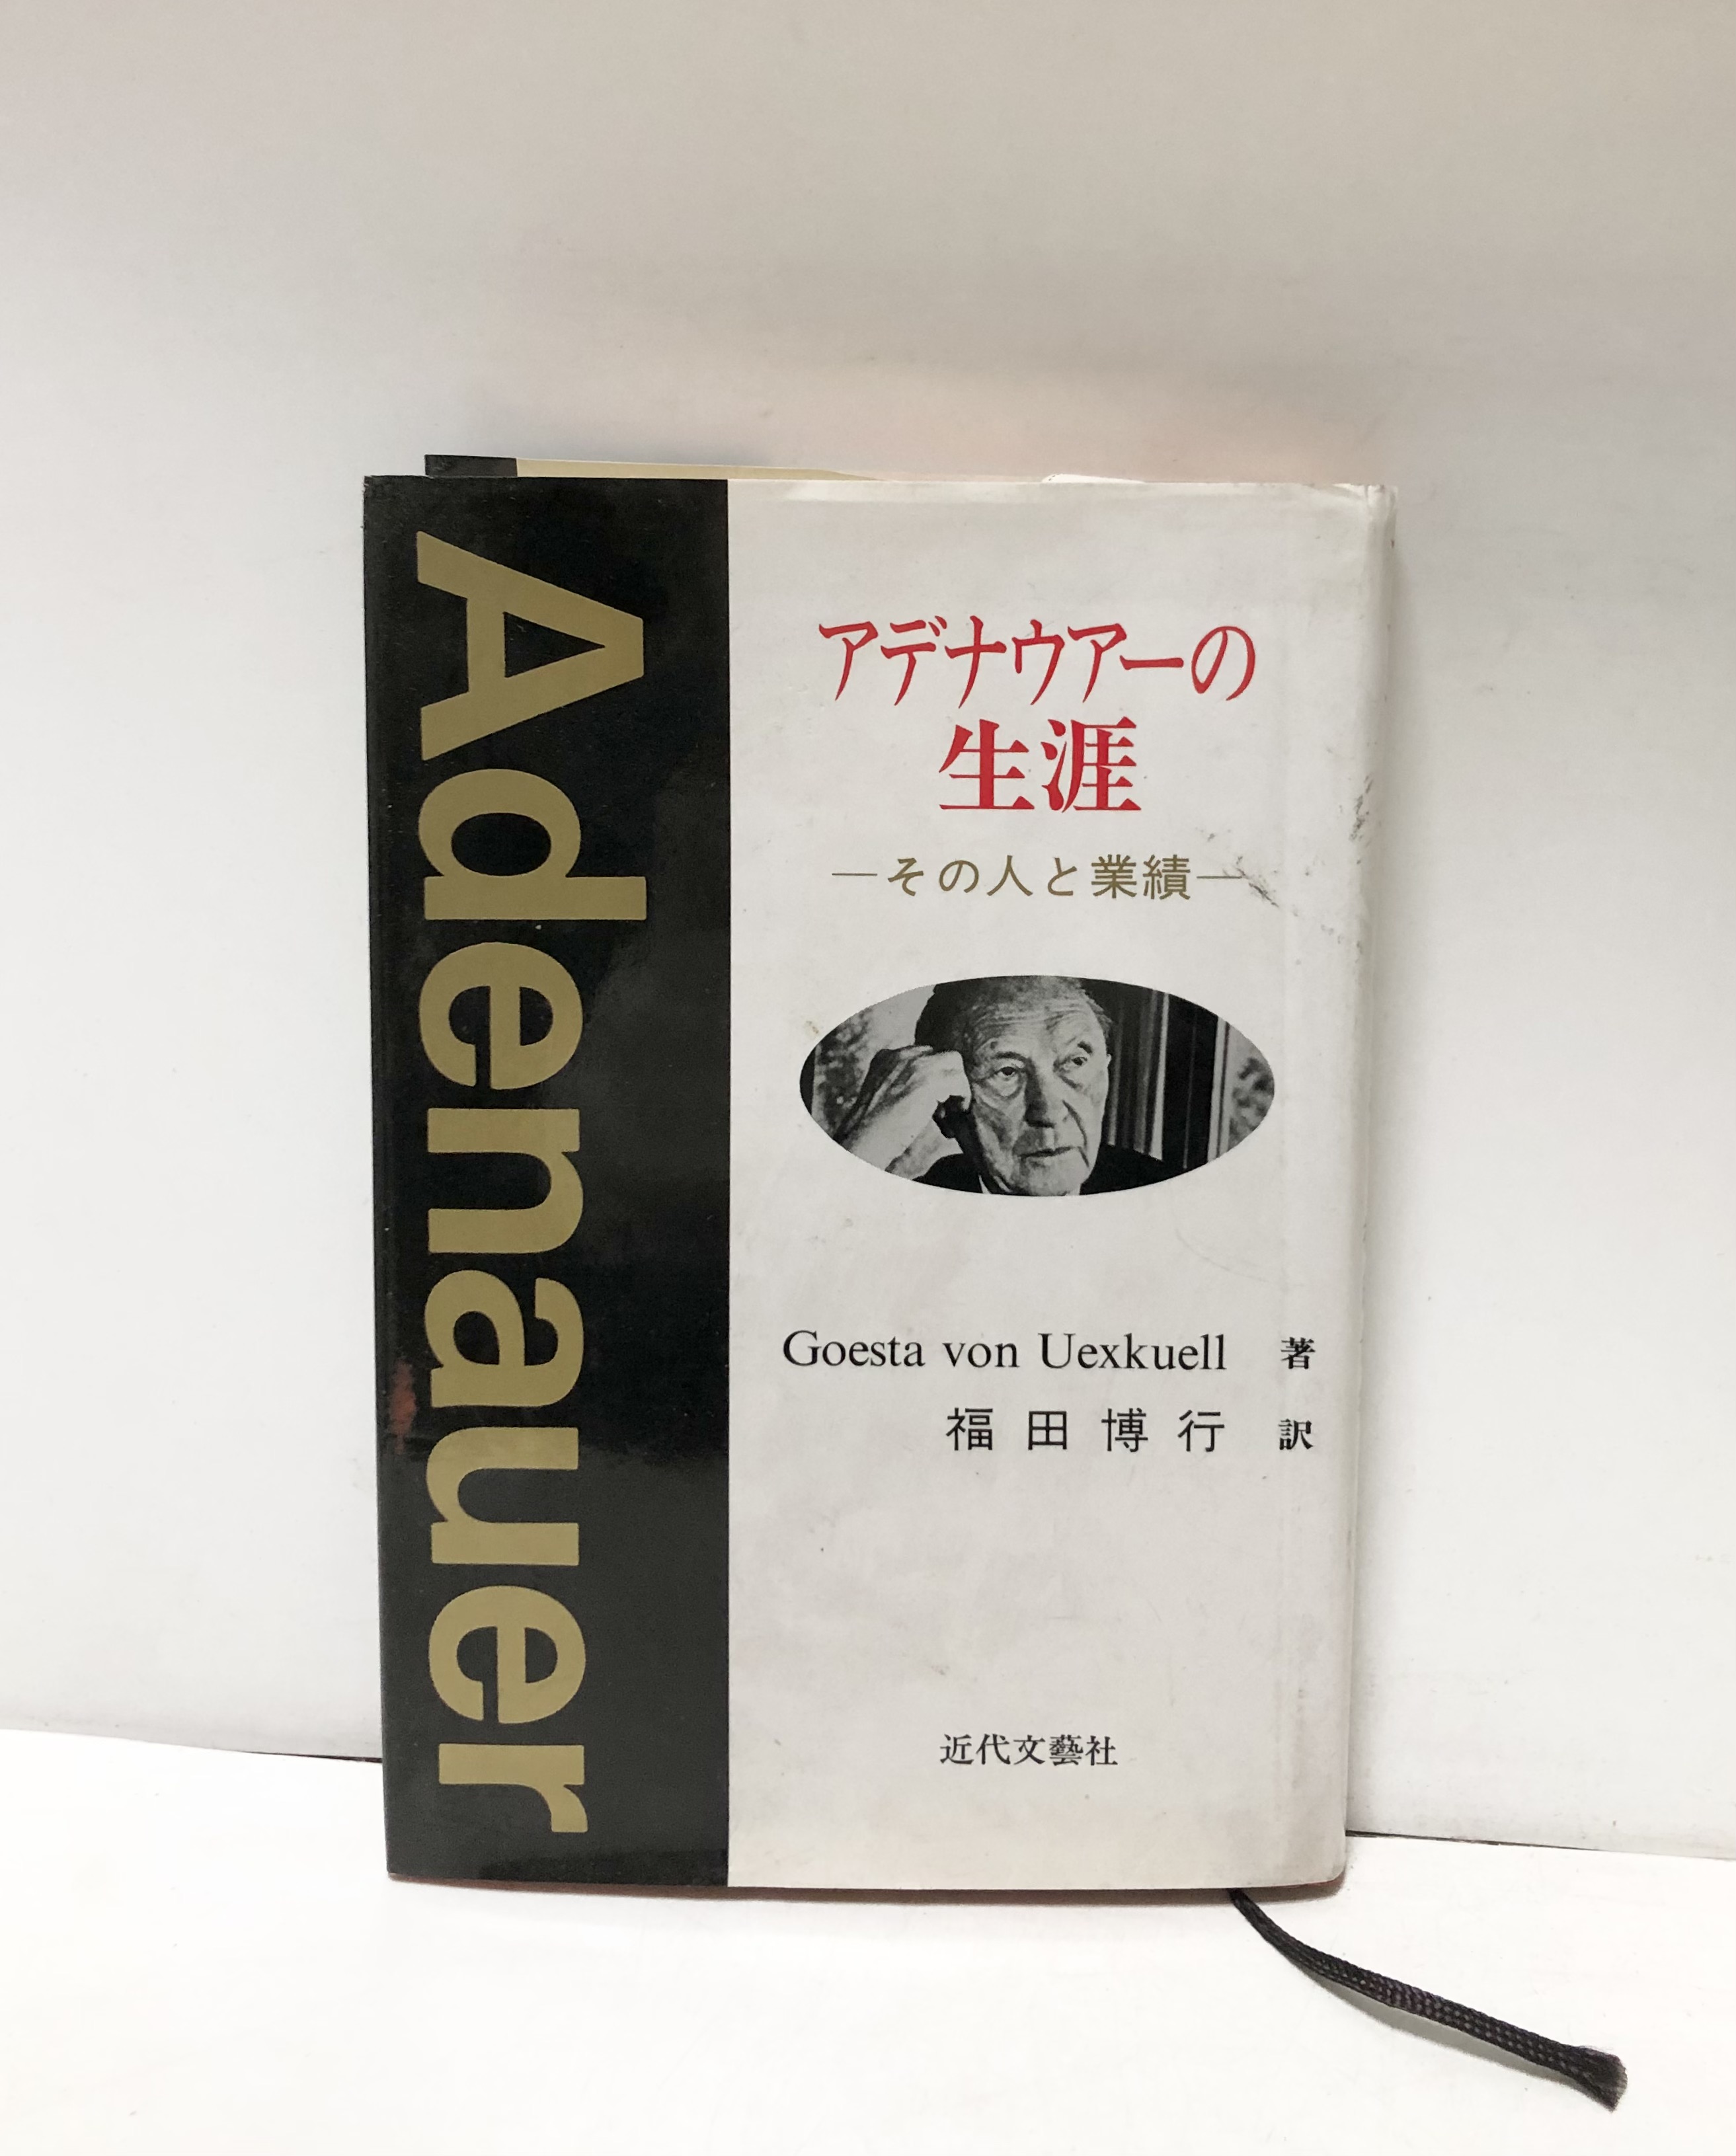 Adenauer
アデナウアーの
生涯
―その人と業績―
Goesta von Uexkuell 著
福田博行 訳
近代文藝社